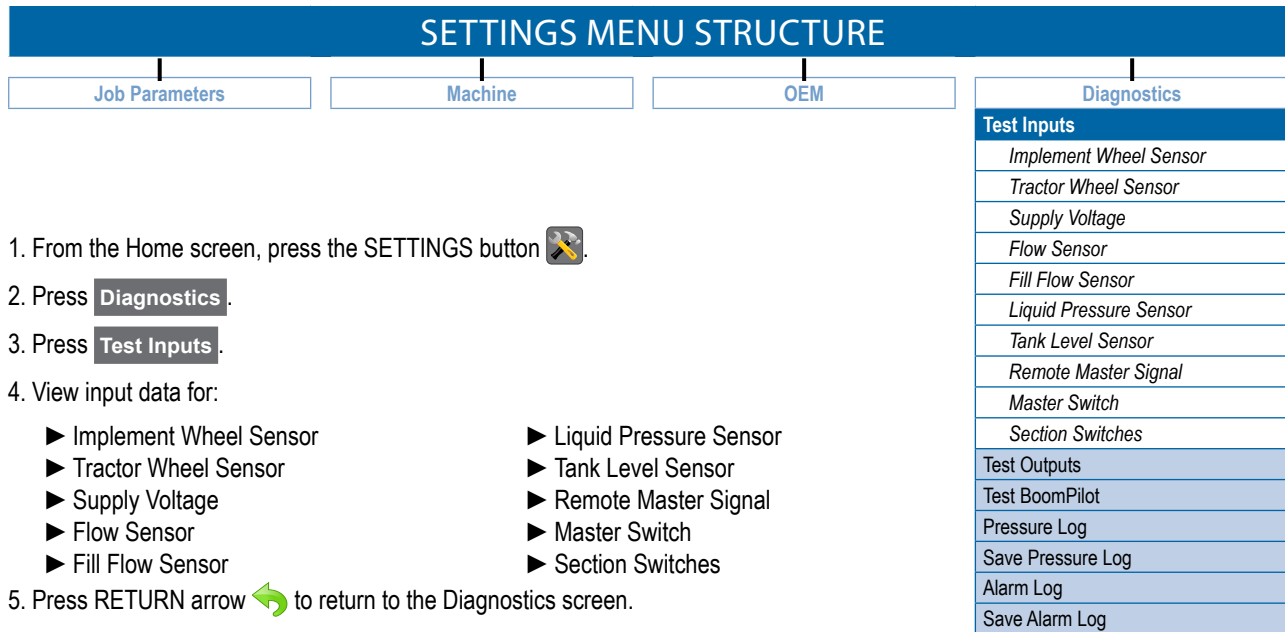 SETTINGS MENU STRUCTURE
Job Parameters
Machine
OEM
Diagnostics
Test Inputs
Implement Wheel Sensor
Tractor Wheel Sensor
Supply Voltage
Flow Sensor
Fill Flow Sensor
Liquid Pressure Sensor
Tank Level Sensor
Remote Master Signal
Master Switch
Section Switches
Test Outputs
Test BoomPilot
Pressure Log
Save Pressure Log
Alarm Log
Save Alarm Log
1. From the Home screen, press the SETTINGS button .
2. Press Diagnostics .
3. Press Test Inputs .
4. View input data for:
► Implement Wheel Sensor
► Tractor Wheel Sensor
► Supply Voltage
► Flow Sensor
► Fill Flow Sensor
► Liquid Pressure Sensor
► Tank Level Sensor
► Remote Master Signal
► Master Switch
► Section Switches
5. Press RETURN arrow to return to the Diagnostics screen.